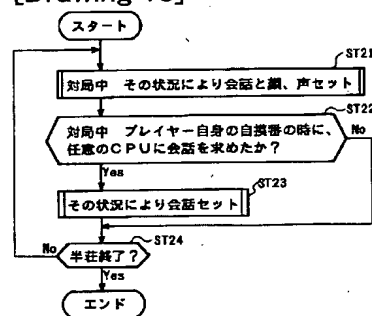 [Drawing 10]
スタート
ST21
対局中 その状況により会話と顔、声セット
ST22
対局中 プレイヤー自身の自摸番の時に、
任意のCPUに会話を求めたか?
No
Yes
ST23
その状況により会話セット
ST24
No
半荘終了?
Yes
エンド